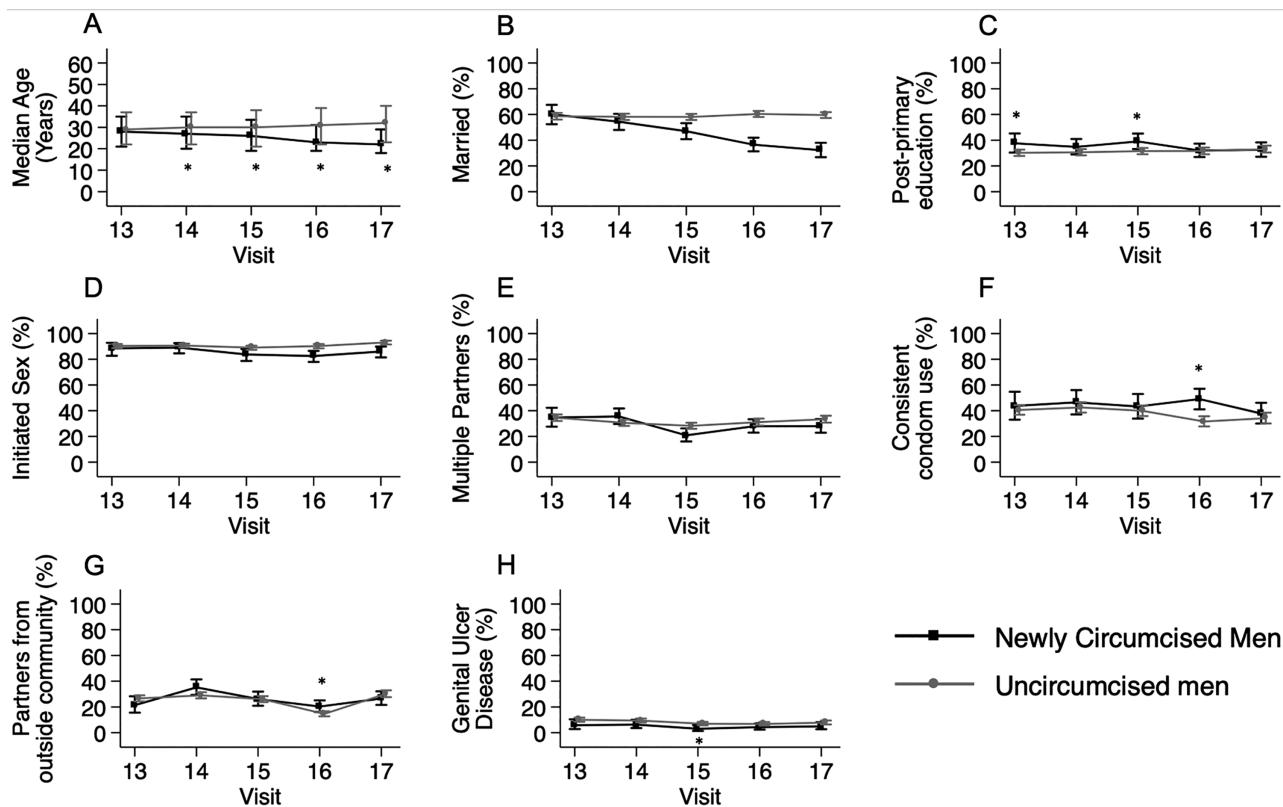 A
Median Age
(Years)
60
50
40
30
20
10
0
*
*
*
*
13 14 15 16 17
Visit
B
Married (%)
100
80
60
40
20
0
13 14 15 16 17
Visit
C
Post-primary
education (%)
100
80
60
40
20
0
*
*
13 14 15 16 17
Visit
D
Initiated Sex (%)
100
80
60
40
20
0
13 14 15 16 17
Visit
E
Multiple Partners (%)
100
80
60
40
20
0
13 14 15 16 17
Visit
F
Consistent
condom use (%)
100
80
60
40
20
0
*
13 14 15 16 17
Visit
G
Partners from
outside community (%)
100
80
60
40
20
0
*
13 14 15 16 17
Visit
H
Genital Ulcer
Disease (%)
100
80
60
40
20
0
*
13 14 15 16 17
Visit
Newly Circumcised Men
Uncircumcised men